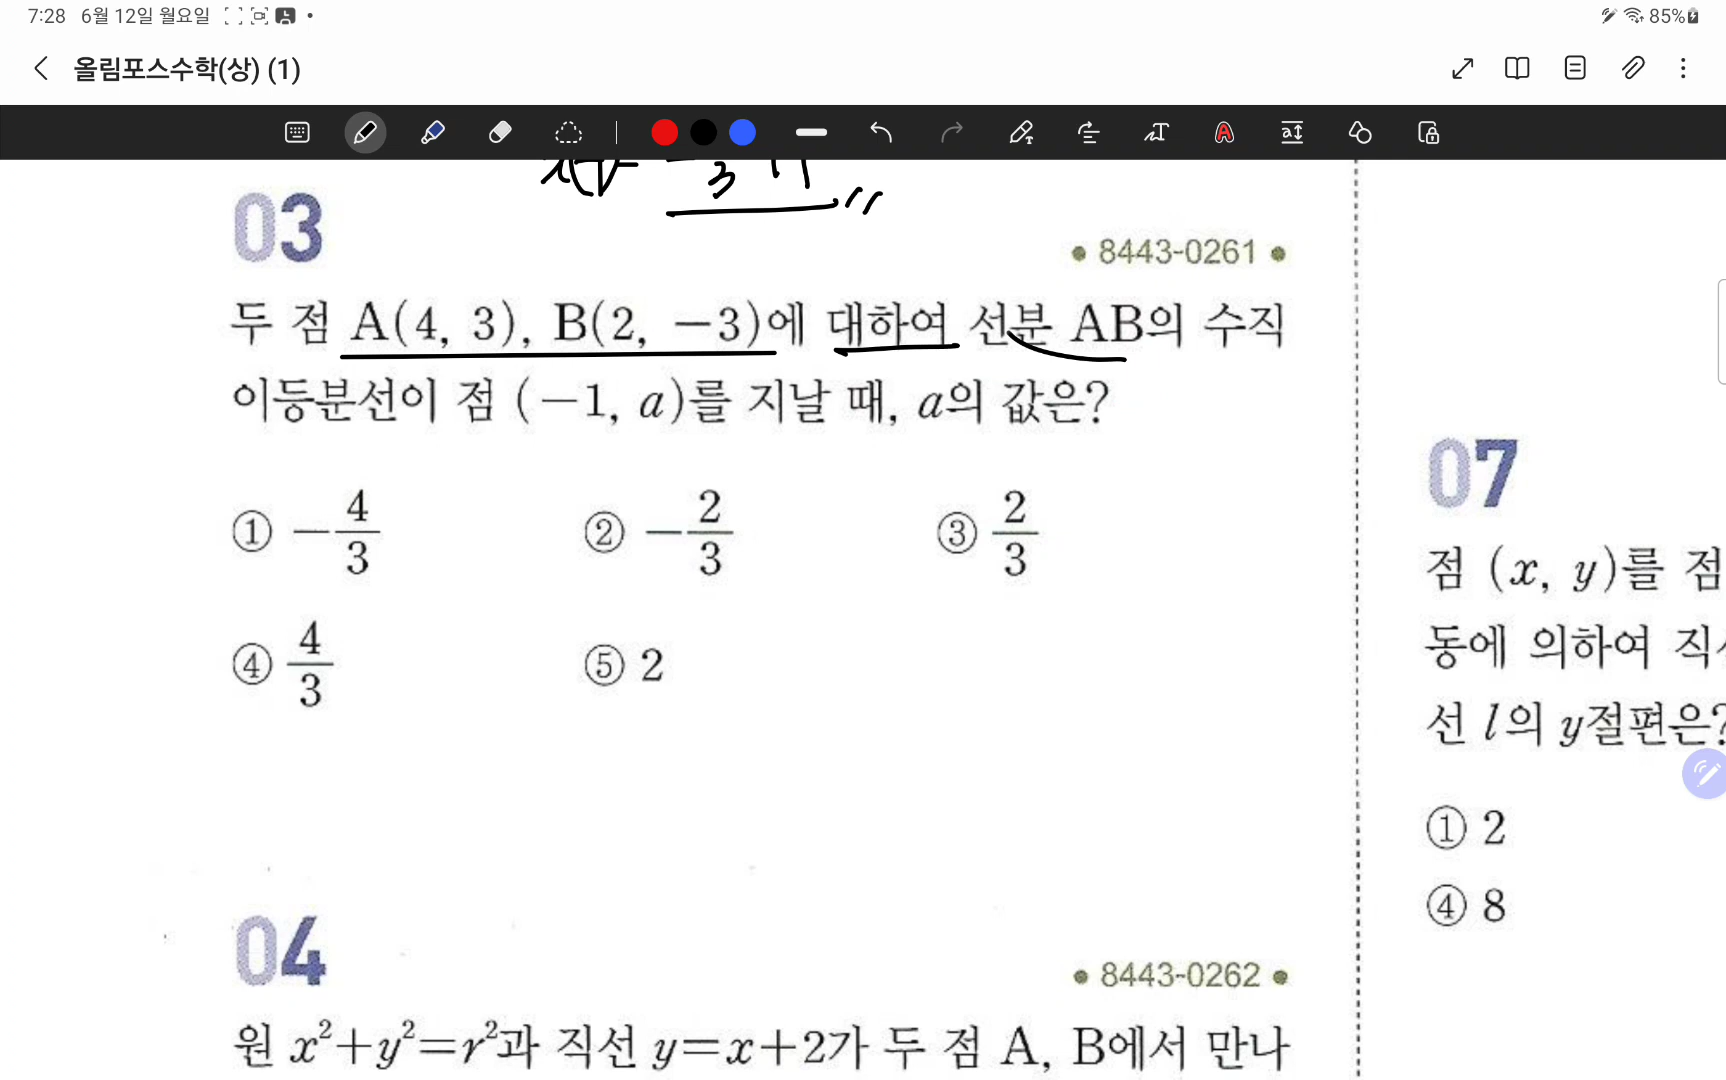 7:28 6월 12일 월요일
85%
올림포스수학(상) (1)
3
03
• 8443-0261 •
두 점 A(4, 3), B(2, −3)에 대하여 선분 AB의 수직
이등분선이 점 (−1, a)를 지날 때, a의 값은?
① −4/3 ② −2/3 ③ 2/3
④ 4/3 ⑤ 2
04
• 8443-0262 •
원 x²+y²=r²과 직선 y=x+2가 두 점 A, B에서 만나
07
점 (x, y)를 점
동에 의하여
선 l의 y절편은?
① 2
④ 8